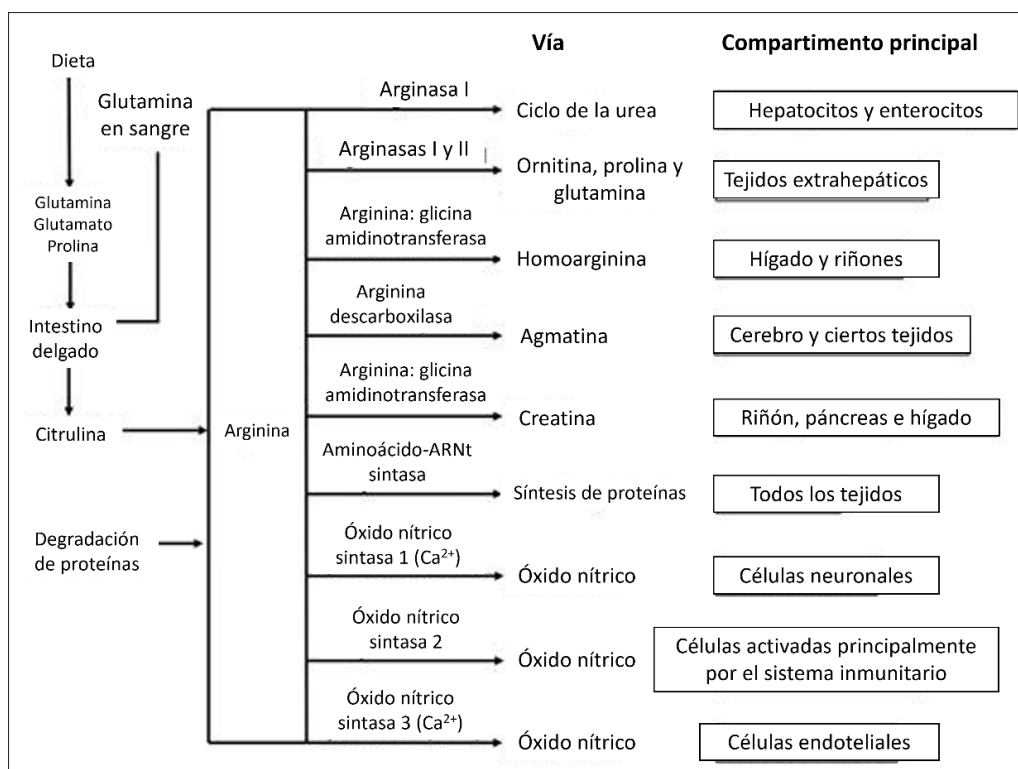 Vía
Compartimento principal
Dieta
Glutamina
en sangre
Glutamina
Glutamato
Prolina
Intestino
delgado
Citrulina
Degradación
de proteínas
Arginina
Arginasa I
Ciclo de la urea
Hepatocitos y enterocitos
Arginasas I y II
Ornitina, prolina y
glutamina
Tejidos extrahepáticos
Arginina: glicina
amidinotransferasa
Homoarginina
Hígado y riñones
Arginina
descarboxilasa
Agmatina
Cerebro y ciertos tejidos
Arginina: glicina
amidinotransferasa
Creatina
Riñón, páncreas e hígado
Aminoácido-ARNt
sintasa
Síntesis de proteínas
Todos los tejidos
Óxido nítrico
sintasa 1 (Ca²⁺)
Óxido nítrico
Células neuronales
Óxido nítrico
sintasa 2
Óxido nítrico
Células activadas principalmente
por el sistema inmunitario
Óxido nítrico
sintasa 3 (Ca²⁺)
Óxido nítrico
Células endoteliales